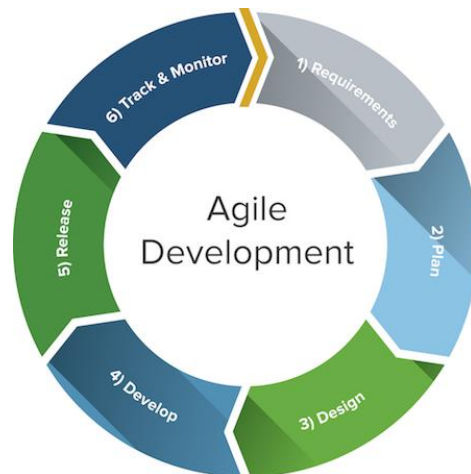 Agile
Development
1) Requirements
2) Plan
3) Design
4) Develop
5) Release
6) Track & Monitor